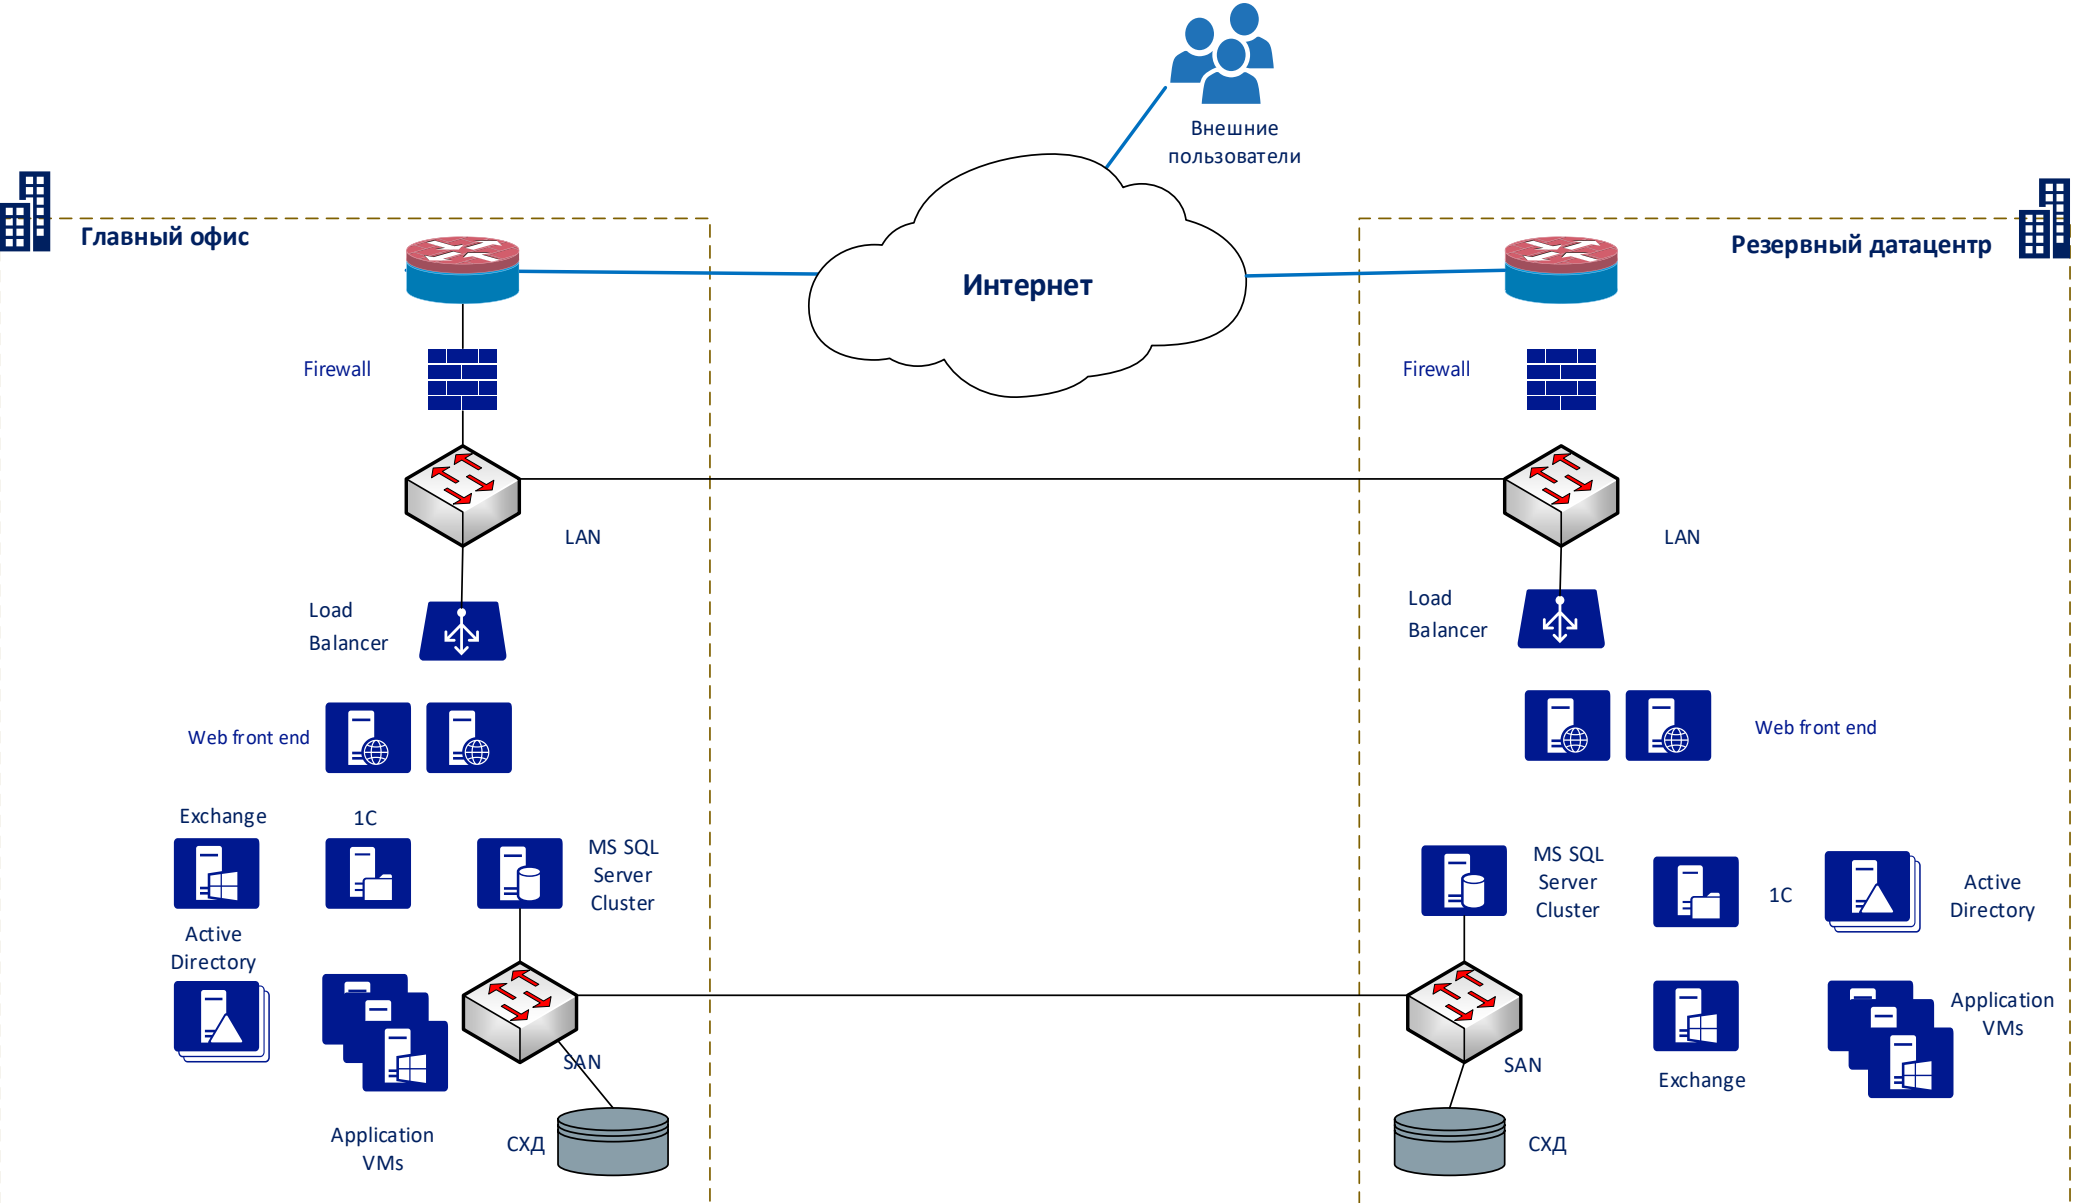 Внешние
пользователи
Главный офис
Резервный датацентр
Интернет
Firewall
Firewall
LAN
LAN
Load
Balancer
Load
Balancer
Web front end
Web front end
Exchange
1C
MS SQL
Server
Cluster
MS SQL
Server
Cluster
1C
Active
Directory
Active
Directory
SAN
SAN
Exchange
Application
VMs
Application
VMs
СХД
СХД